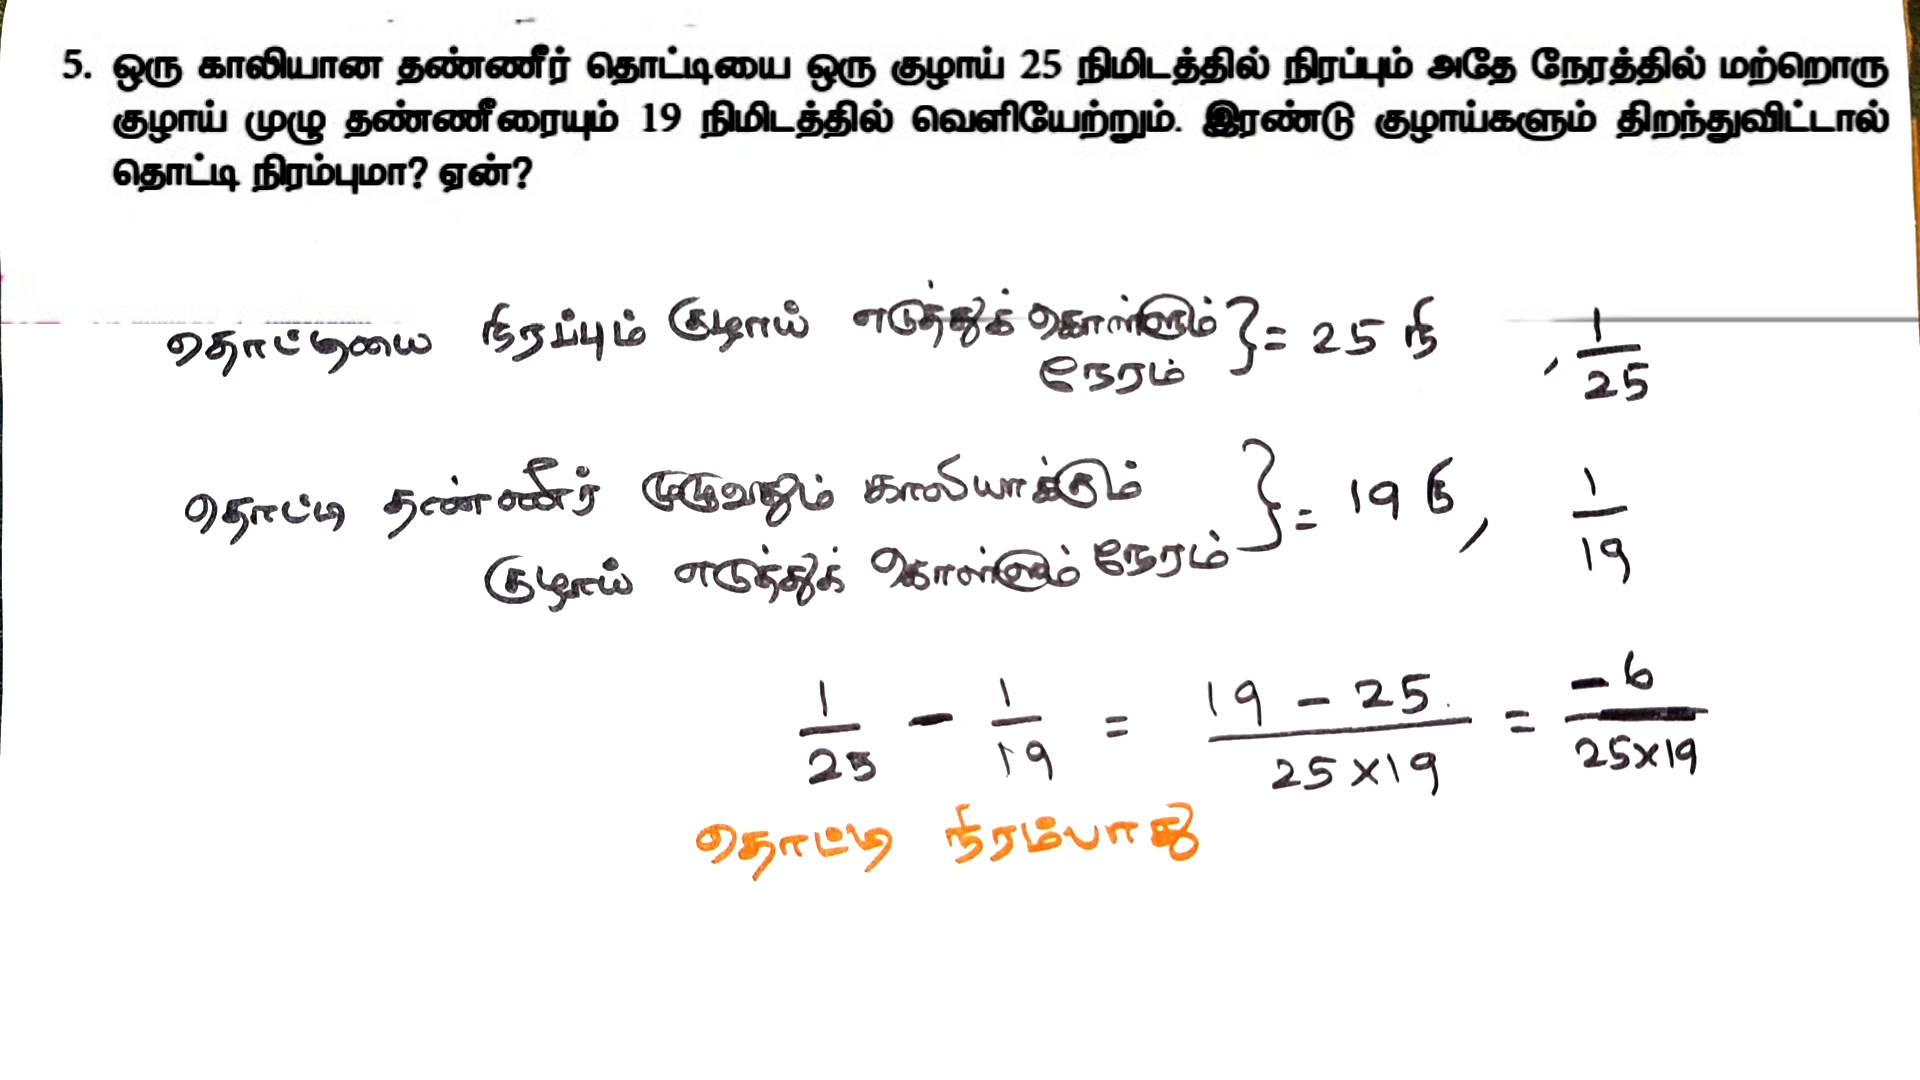 5. ஒரு காலியான தண்ணீர் தொட்டியை ஒரு குழாய் 25 நிமிடத்தில் நிரப்பும் அதே நேரத்தில் மற்றொரு
குழாய் முழு தண்ணீரையும் 19 நிமிடத்தில் வெளியேற்றும். இரண்டு குழாய்களும் திறந்துவிட்டால்
தொட்டி நிரம்புமா? ஏன்?
தொட்டியை நிரப்பும் குழாய் எடுத்துக் கொள்ளும் நேரம் } = 25 நி , 1/25
தொட்டி தண்ணீர் முழுவதும் காலியாக்கும்
குழாய் எடுத்துக் கொள்ளும் நேரம் } = 19 நி, 1/19
1/25 - 1/19 = (19 - 25)/(25 × 19) = -6/(25×19)
தொட்டி நிரம்பாது